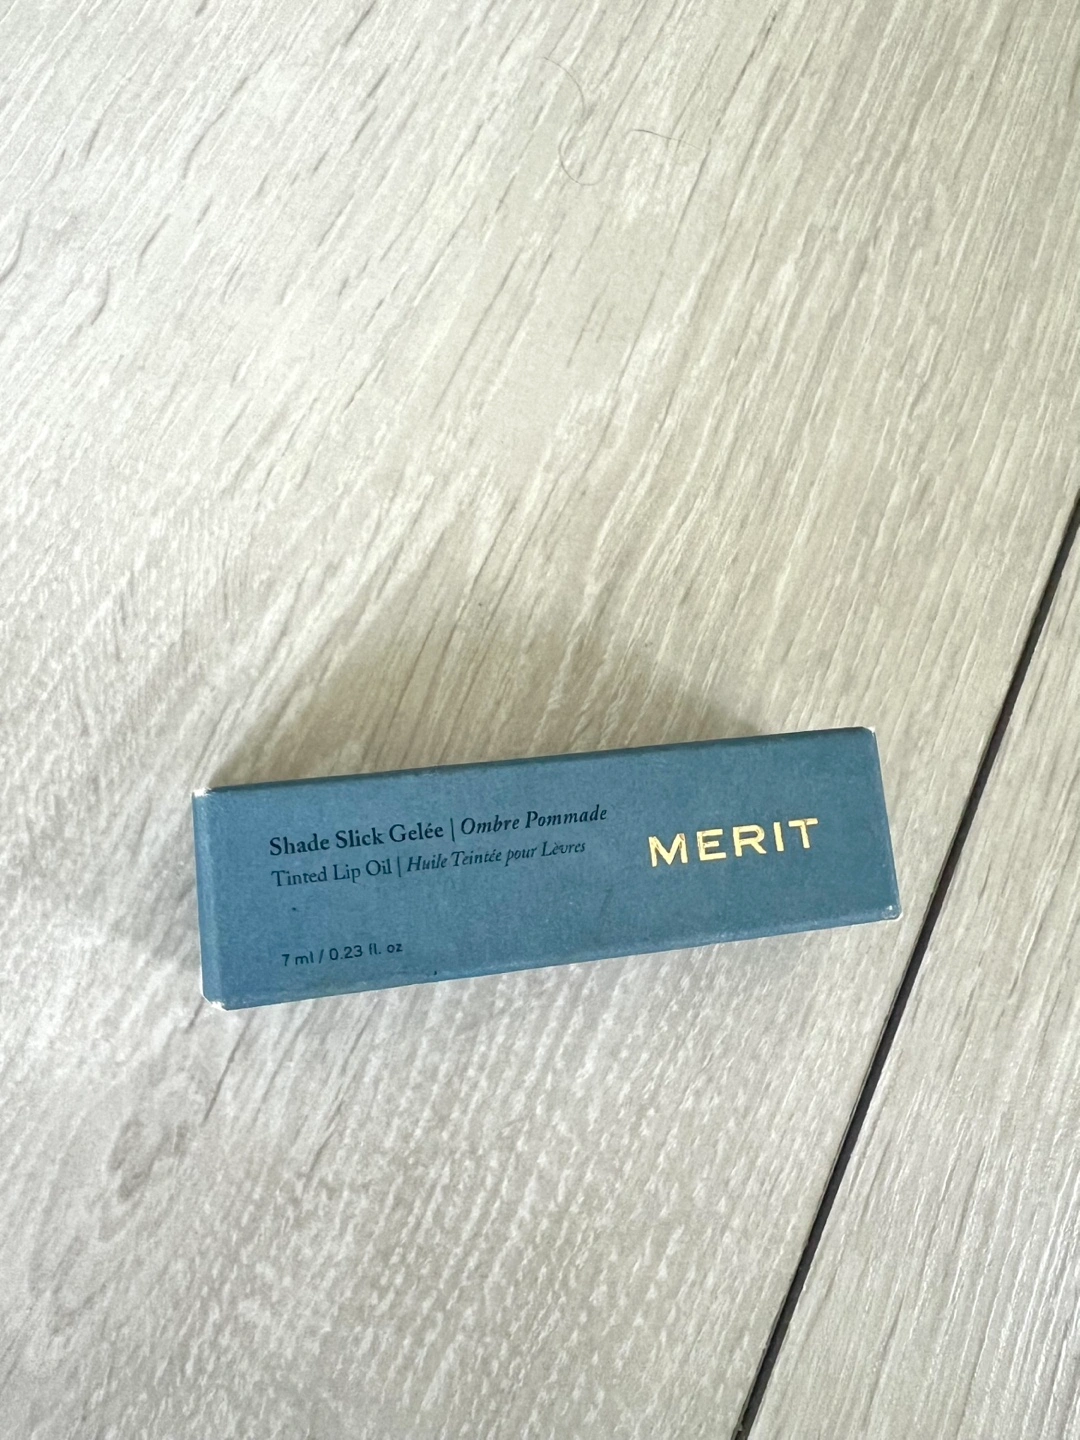 Shade Slick Gelée | Ombre Pommade
Tinted Lip Oil | Huile Teintée pour Lèvres
MERIT
7 ml / 0.23 fl. oz